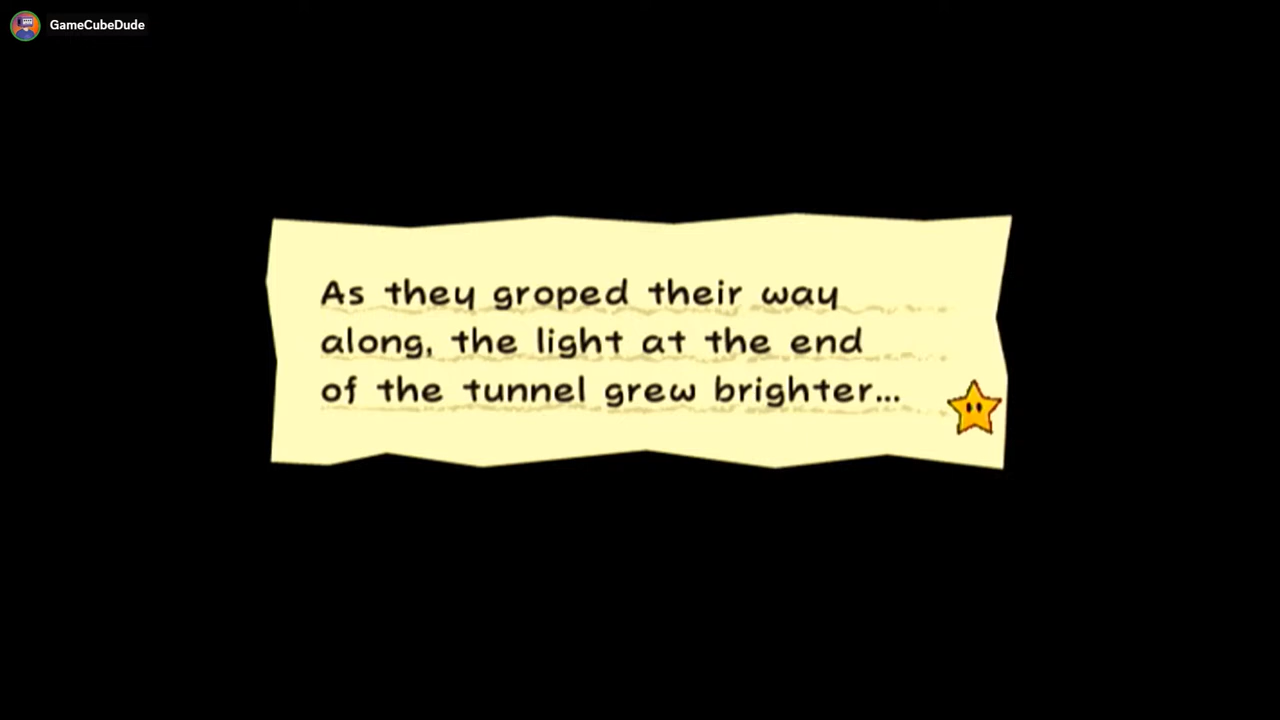 GameCubeDude
As they groped their way
along, the light at the end
of the tunnel grew brighter...